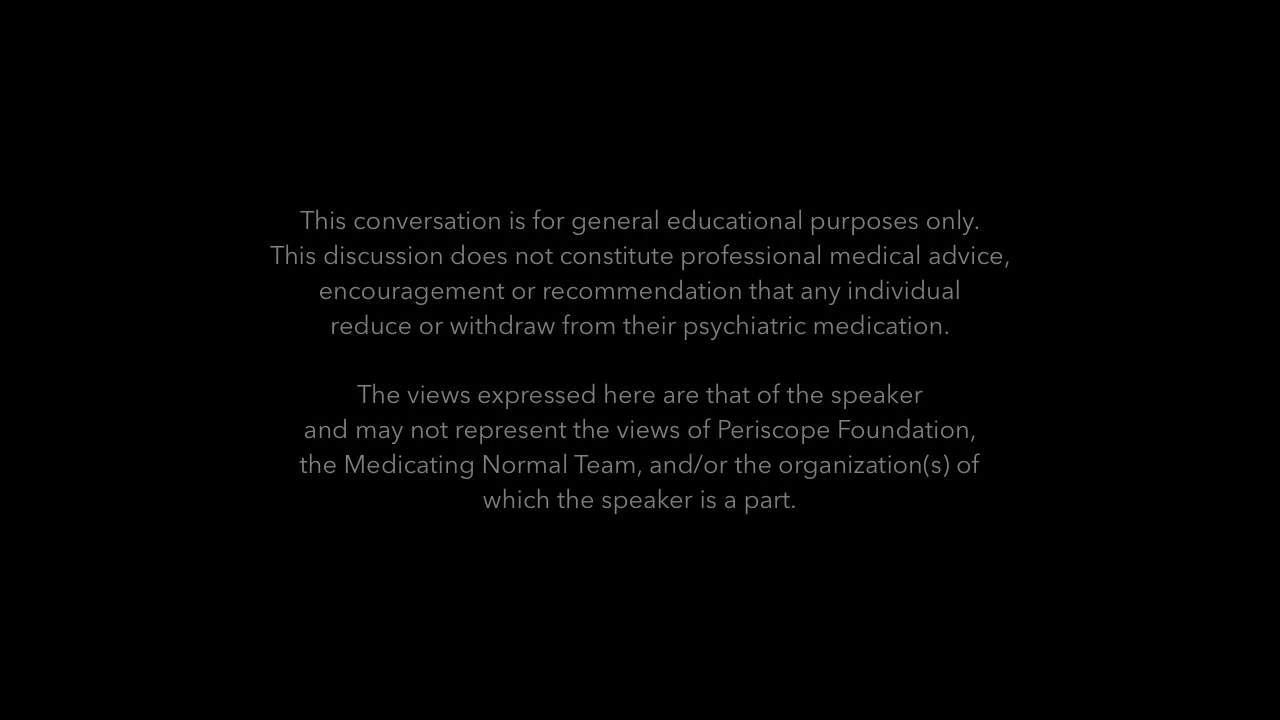 This conversation is for general educational purposes only.
This discussion does not constitute professional medical advice,
encouragement or recommendation that any individual
reduce or withdraw from their psychiatric medication.
The views expressed here are that of the speaker
and may not represent the views of Periscope Foundation,
the Medicating Normal Team, and/or the organization(s) of
which the speaker is a part.